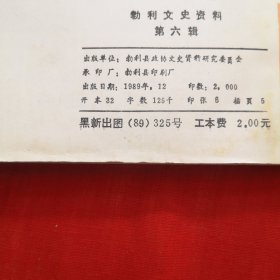 勃利文史资料
第六辑
出版单位：勃利县政协文史资料研究委员会
承印厂：勃利县印刷厂
出版日期：1989年.12 印数：2.000
开本32 字数125千 印张6 插页5
黑新出图(89)325号 工本费 2.00元